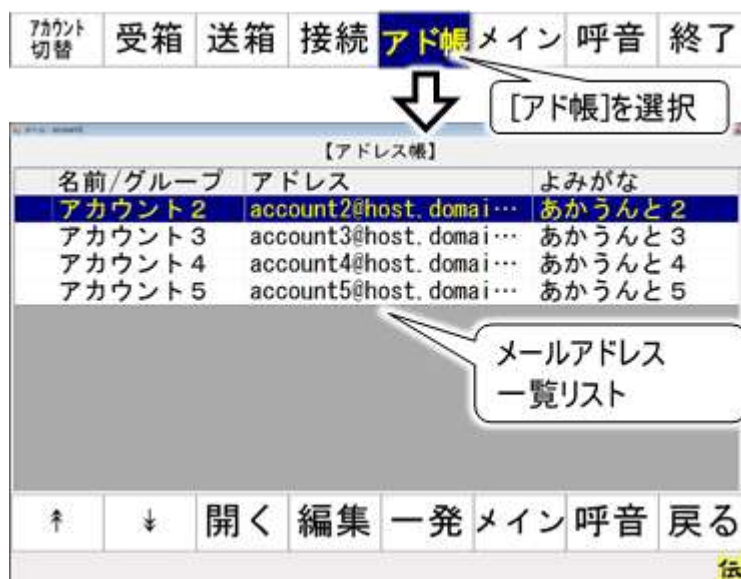 アカウント
切替 受箱 送箱 接続 アド帳 メイン 呼音 終了
[アド帳]を選択
【アドレス帳】
名前/グループ アドレス よみがな
アカウント2 account2@host.domai… あかうんと2
アカウント3 account3@host.domai… あかうんと3
アカウント4 account4@host.domai… あかうんと4
アカウント5 account5@host.domai… あかうんと5
メールアドレス
一覧リスト
↟ ↡ 開く 編集 一発 メイン 呼音 戻る
伝